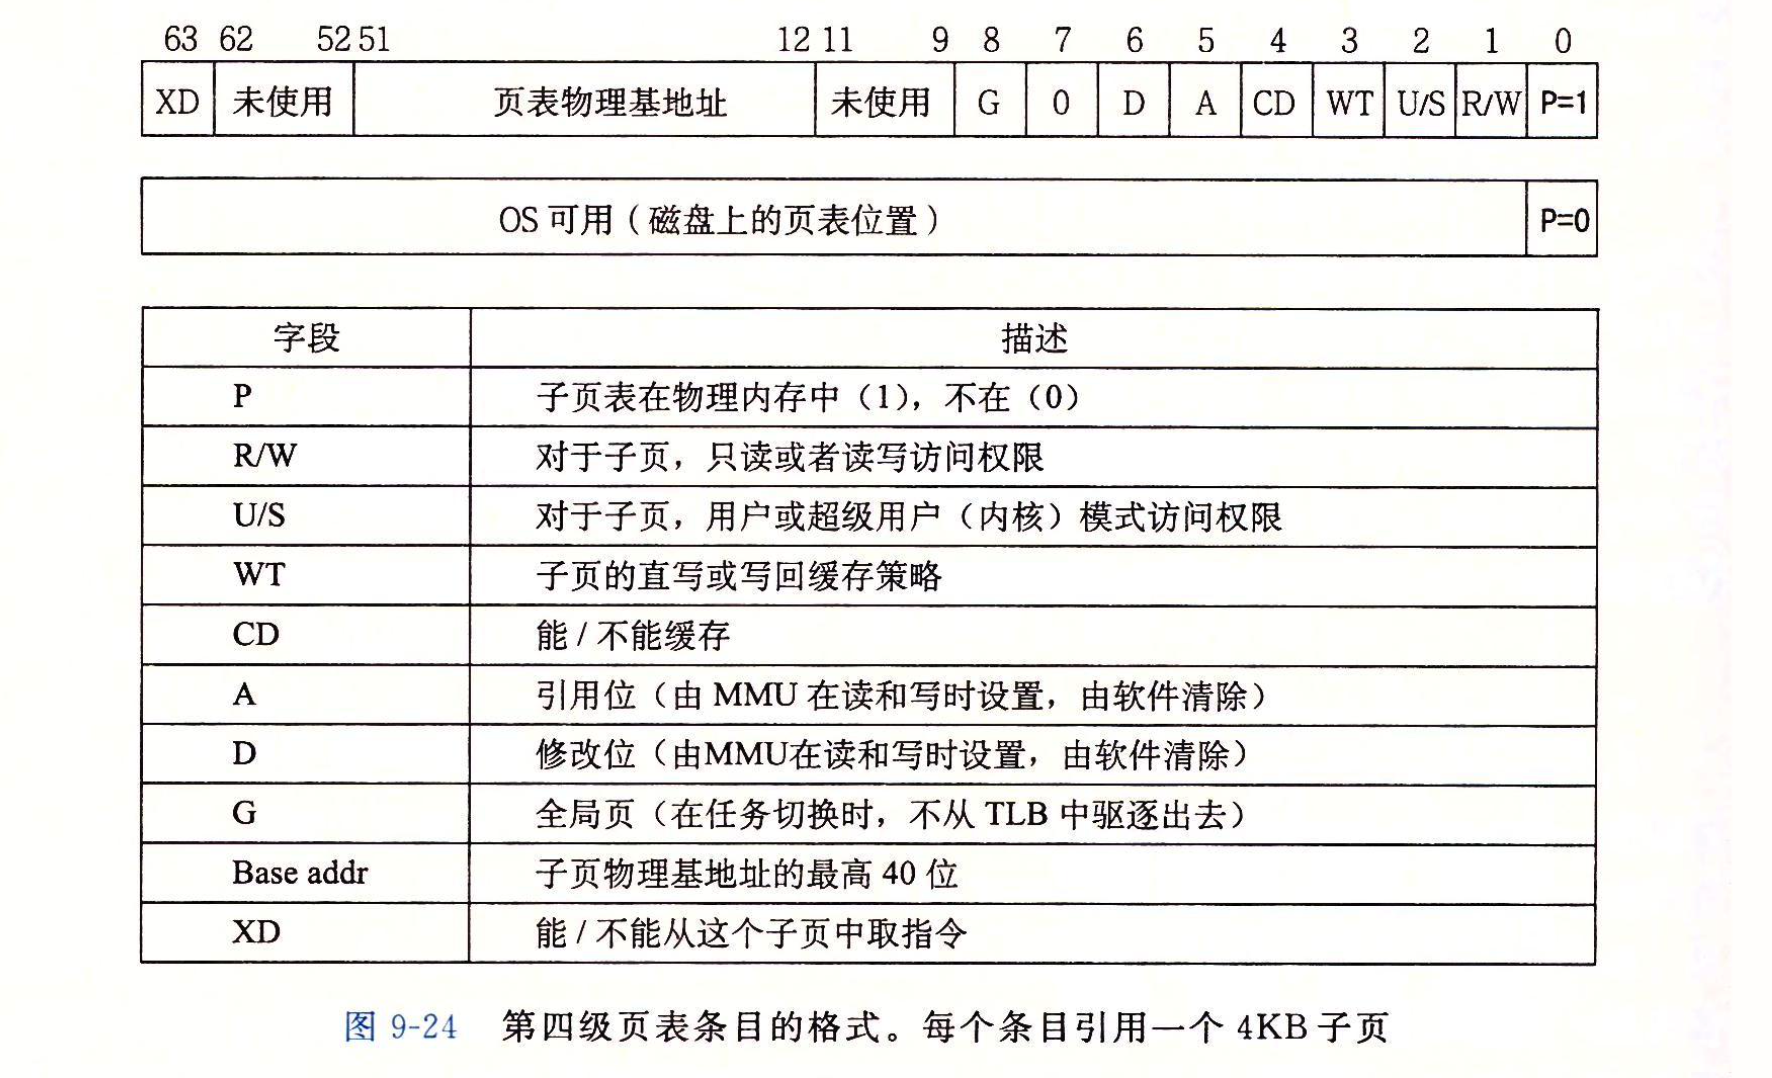 63 62 52 51 12 11 9 8 7 6 5 4 3 2 1 0
XD 未使用 页表物理基地址 未使用 G 0 D A CD WT U/S R/W P=1
OS 可用（磁盘上的页表位置） P=0
字段 描述
P 子页表在物理内存中（1），不在（0）
R/W 对于子页，只读或者读写访问权限
U/S 对于子页，用户或超级用户（内核）模式访问权限
WT 子页的直写或写回缓存策略
CD 能 / 不能缓存
A 引用位（由 MMU 在读和写时设置，由软件清除）
D 修改位（由MMU在读和写时设置，由软件清除）
G 全局页（在任务切换时，不从 TLB 中驱逐出去）
Base addr 子页物理基地址的最高 40 位
XD 能 / 不能从这个子页中取指令
图 9-24 第四级页表条目的格式。每个条目引用一个 4KB 子页